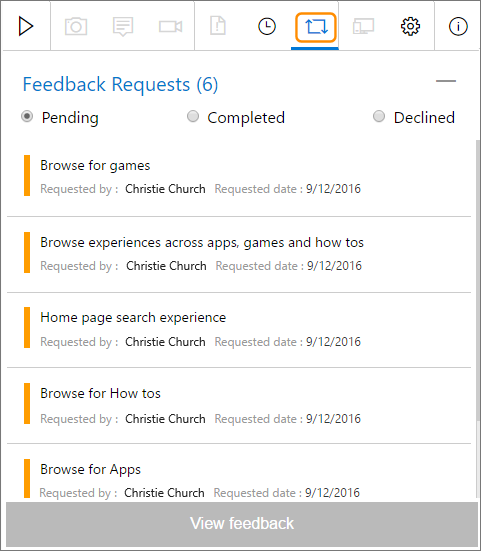 Feedback Requests (6)
Pending Completed Declined
Browse for games
Requested by : Christie Church Requested date : 9/12/2016
Browse experiences across apps, games and how tos
Requested by : Christie Church Requested date : 9/12/2016
Home page search experience
Requested by : Christie Church Requested date : 9/12/2016
Browse for How tos
Requested by : Christie Church Requested date : 9/12/2016
Browse for Apps
Requested by : Christie Church Requested date : 9/12/2016
View feedback